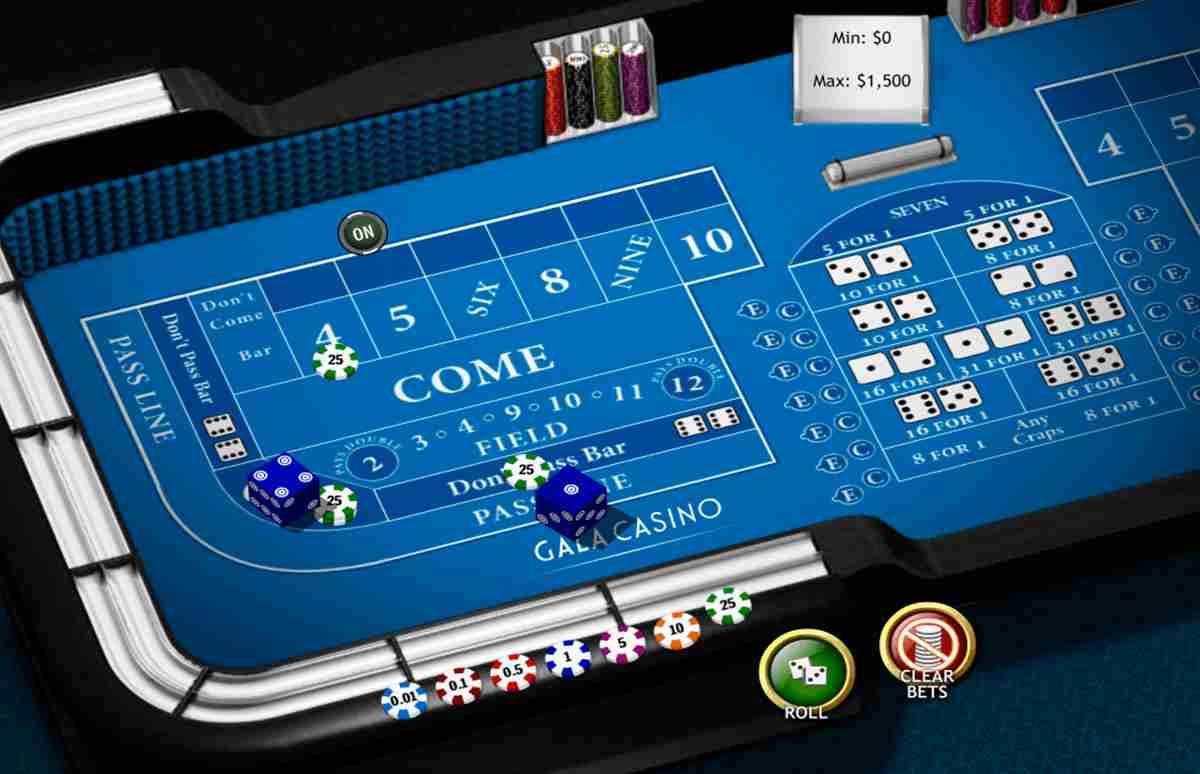 Min: $0
Max: $1,500
ON
4
5
SIX
8
NINE
10
4
5
PASS LINE
Don't Pass Bar
Don't
Come
Bar
25
COME
SEVEN
5 FOR 1
5 FOR 1
10 FOR 1
8 FOR 1
10 FOR 1
8 FOR 1
16 FOR 1
31 FOR 1
31 FOR 1
16 FOR 1
16 FOR 1
8 FOR 1
Any
Craps
8 FOR 1
E C
E C
E C
E C
E C
E C
E C
C E
C E
C E
C
C
PAYS DOUBLE
2
3 4 9 10 11
PAYS DOUBLE
12
FIELD
25
25
GALA CASINO
0.01
0.1
0.5
1
5
10
25
ROLL
CLEAR
BETS